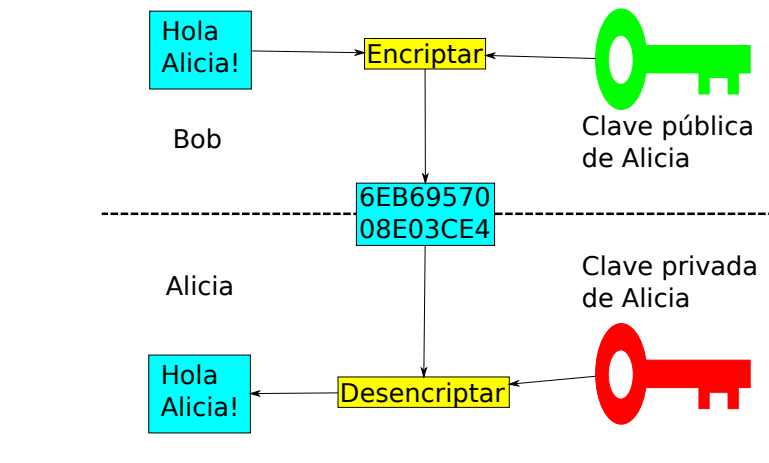 Hola
Alicia!
Encriptar
Clave pública
de Alicia
Bob
6EB69570
08E03CE4
Alicia
Clave privada
de Alicia
Hola
Alicia!
Desencriptar